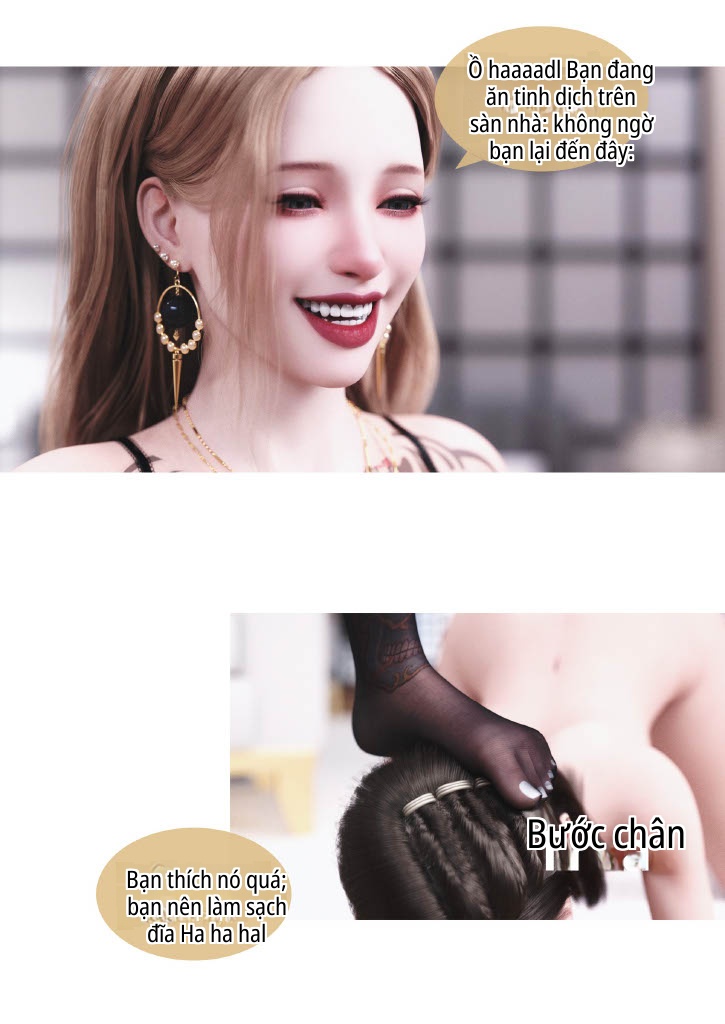 Ồ haaaadl Bạn đang
ăn tinh dịch trên
sàn nhà: không ngờ
bạn lại đến đây:
Bước chân
Bạn thích nó quá;
bạn nên làm sạch
đĩa Ha ha hal